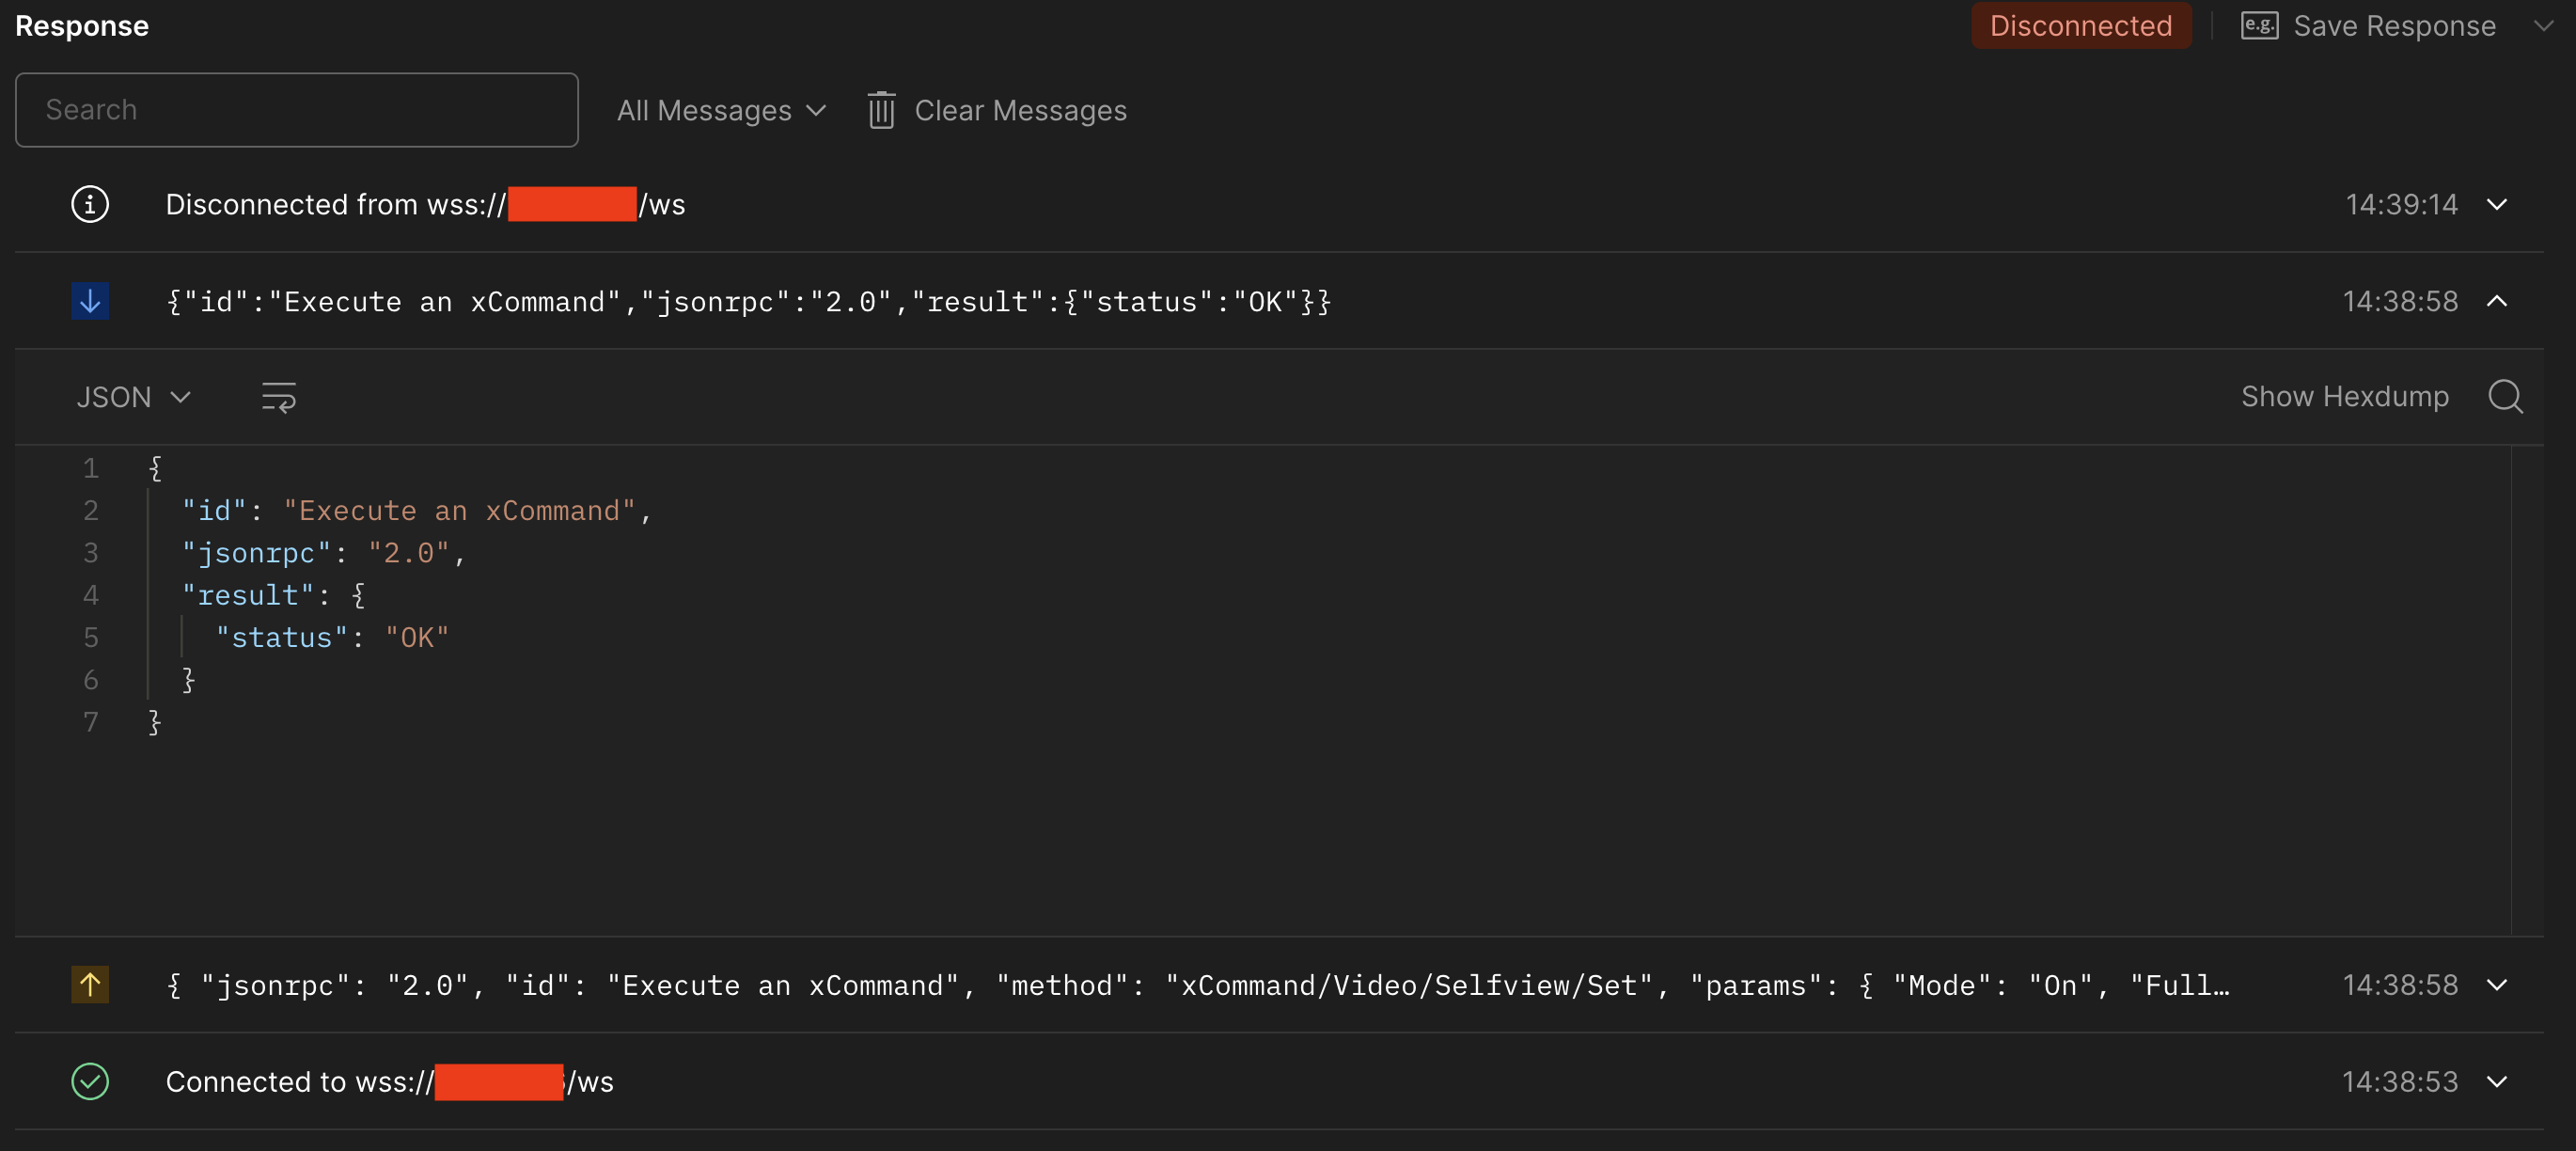 Response
Disconnected
e.g. Save Response
Search
All Messages
Clear Messages
Disconnected from wss:// /ws
14:39:14
{"id":"Execute an xCommand","jsonrpc":"2.0","result":{"status":"OK"}}
14:38:58
JSON
Show Hexdump
1 {
2 "id": "Execute an xCommand",
3 "jsonrpc": "2.0",
4 "result": {
5 "status": "OK"
6 }
7 }
{ "jsonrpc": "2.0", "id": "Execute an xCommand", "method": "xCommand/Video/Selfview/Set", "params": { "Mode": "On", "Full…
14:38:58
Connected to wss:// /ws
14:38:53